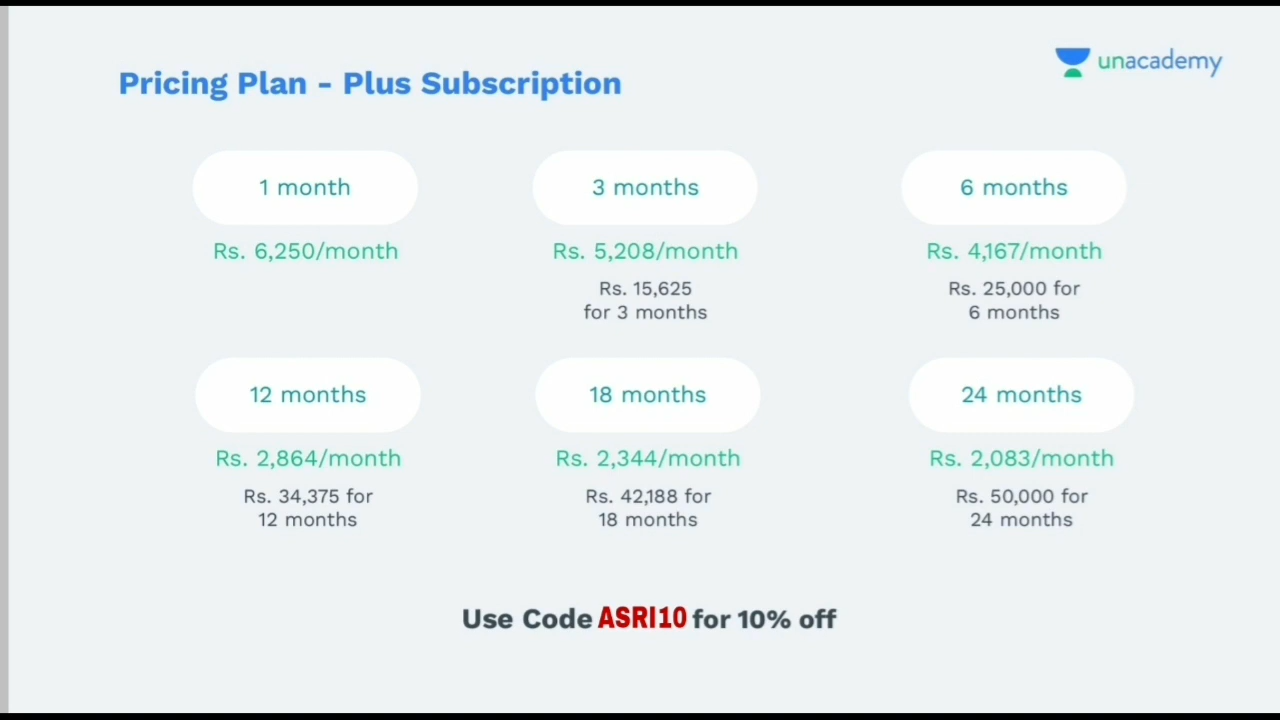 Pricing Plan - Plus Subscription
unacademy
1 month
Rs. 6,250/month
3 months
Rs. 5,208/month
Rs. 15,625
for 3 months
6 months
Rs. 4,167/month
Rs. 25,000 for
6 months
12 months
Rs. 2,864/month
Rs. 34,375 for
12 months
18 months
Rs. 2,344/month
Rs. 42,188 for
18 months
24 months
Rs. 2,083/month
Rs. 50,000 for
24 months
Use Code ASRI10 for 10% off